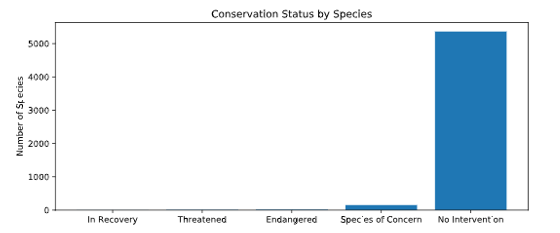 Conservation Status by Species
Number of Species
5000
4000
3000
2000
1000
0
In Recovery
Threatened
Endangered
Species of Concern
No Intervention